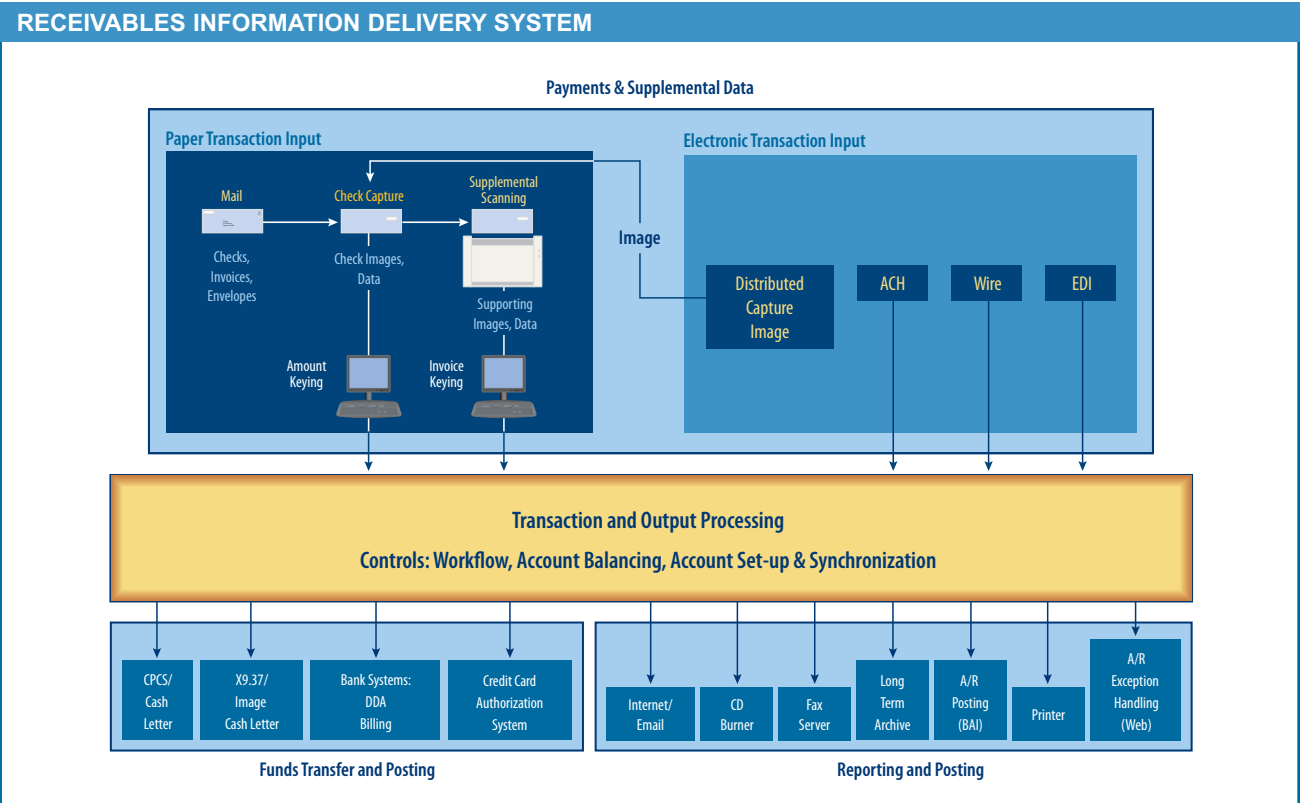 RECEIVABLES INFORMATION DELIVERY SYSTEM
Payments & Supplemental Data
Paper Transaction Input
Electronic Transaction Input
Mail
Check Capture
Supplemental
Scanning
Checks,
Invoices,
Envelopes
Check Images,
Data
Supporting
Images, Data
Amount
Keying
Invoice
Keying
Image
Distributed
Capture
Image
ACH
Wire
EDI
Transaction and Output Processing
Controls: Workflow, Account Balancing, Account Set-up & Synchronization
CPCS/
Cash
Letter
X9.37/
Image
Cash Letter
Bank Systems:
DDA
Billing
Credit Card
Authorization
System
Internet/
Email
CD
Burner
Fax
Server
Long
Term
Archive
A/R
Posting
(BAI)
Printer
A/R
Exception
Handling
(Web)
Funds Transfer and Posting
Reporting and Posting